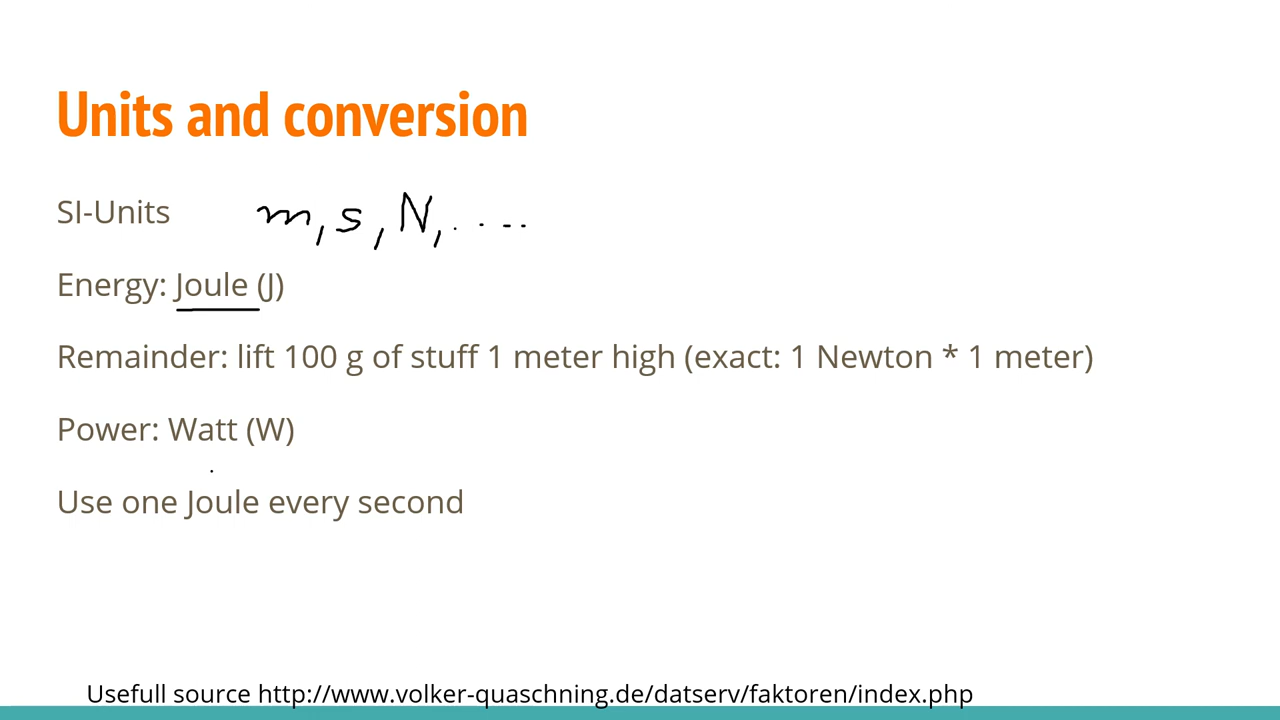 Units and conversion
SI-Units m, s, N, ....
Energy: Joule (J)
Remainder: lift 100 g of stuff 1 meter high (exact: 1 Newton * 1 meter)
Power: Watt (W)
Use one Joule every second
Usefull source http://www.volker-quaschning.de/datserv/faktoren/index.php